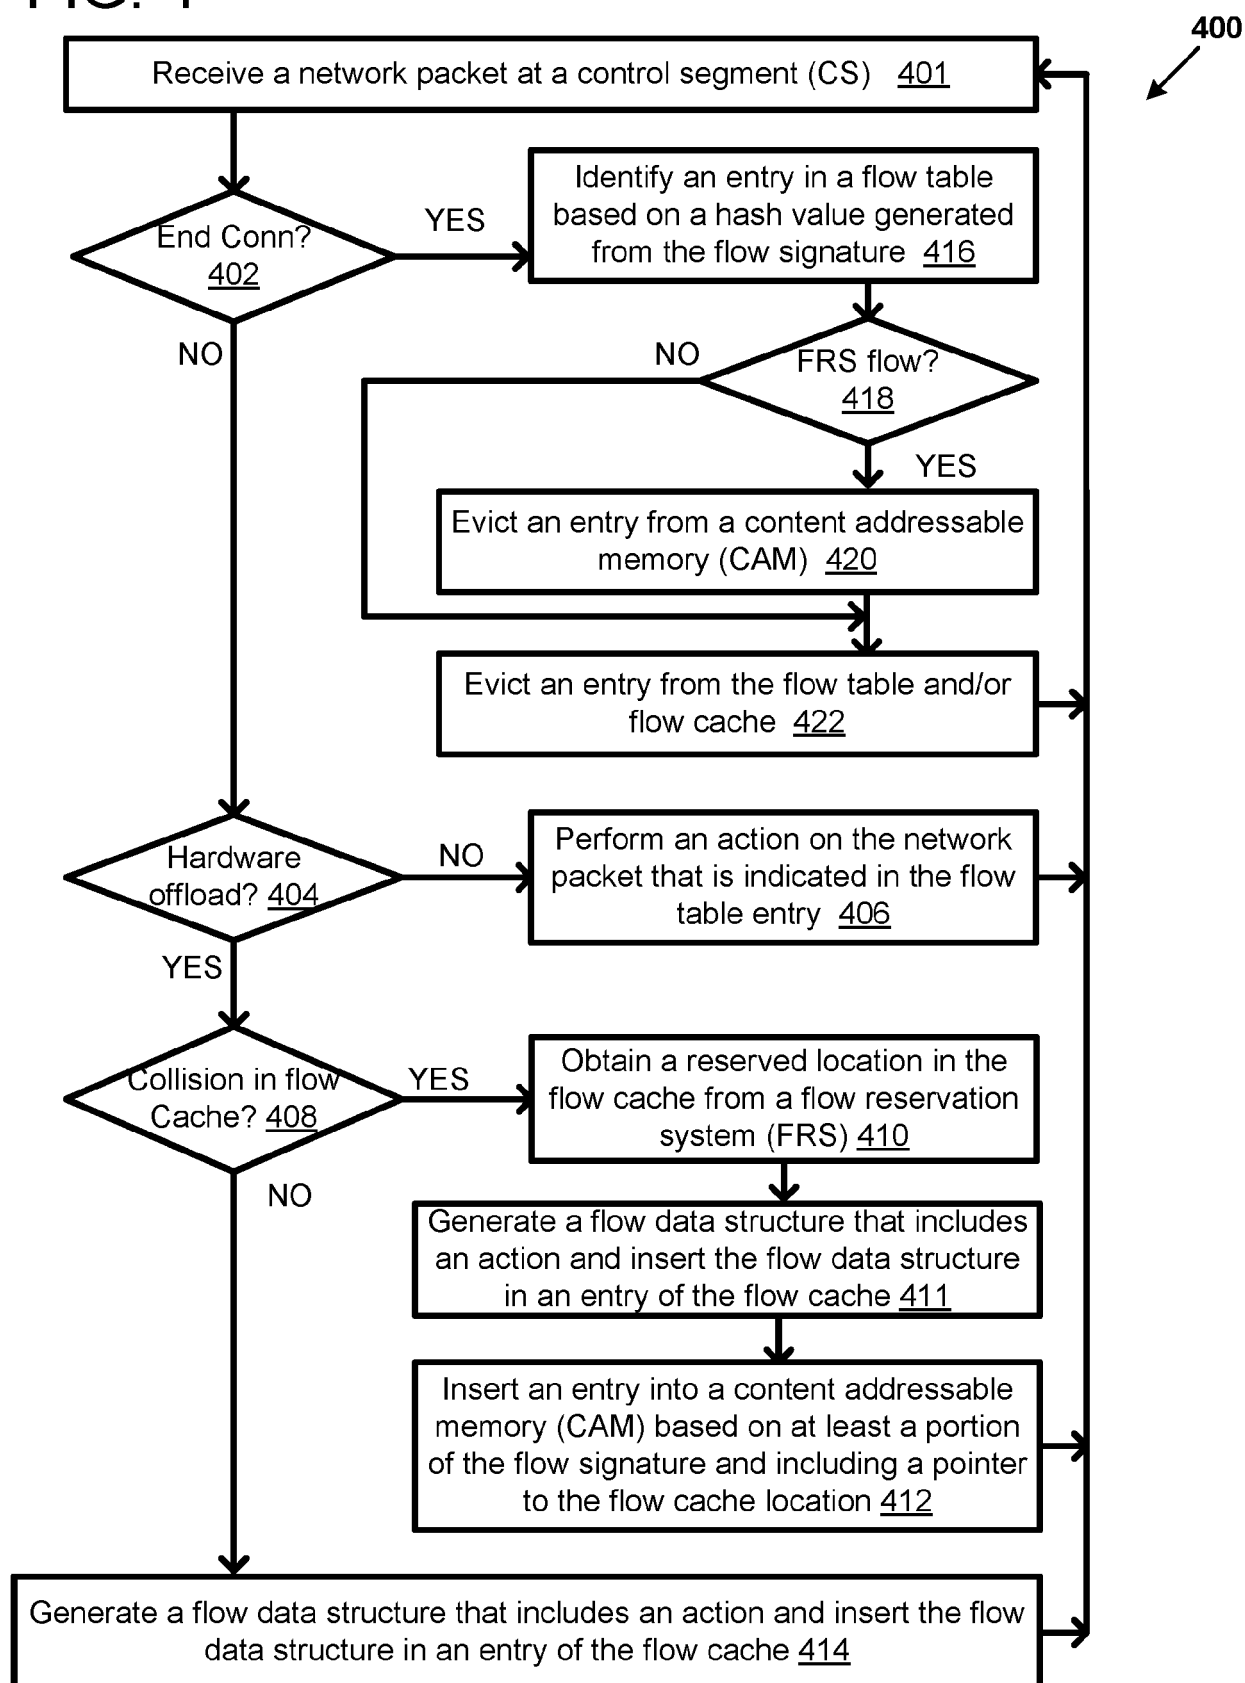 400
Receive a network packet at a control segment (CS) 401
Identify an entry in a flow table
based on a hash value generated
from the flow signature 416
End Conn?
402
YES
NO
FRS flow?
418
NO
YES
Evict an entry from a content addressable
memory (CAM) 420
Evict an entry from the flow table and/or
flow cache 422
Hardware
offload? 404
NO
YES
Perform an action on the network
packet that is indicated in the flow
table entry 406
Collision in flow
Cache? 408
YES
NO
Obtain a reserved location in the
flow cache from a flow reservation
system (FRS) 410
Generate a flow data structure that includes
an action and insert the flow data structure
in an entry of the flow cache 411
Insert an entry into a content addressable
memory (CAM) based on at least a portion
of the flow signature and including a pointer
to the flow cache location 412
Generate a flow data structure that includes an action and insert the flow
data structure in an entry of the flow cache 414